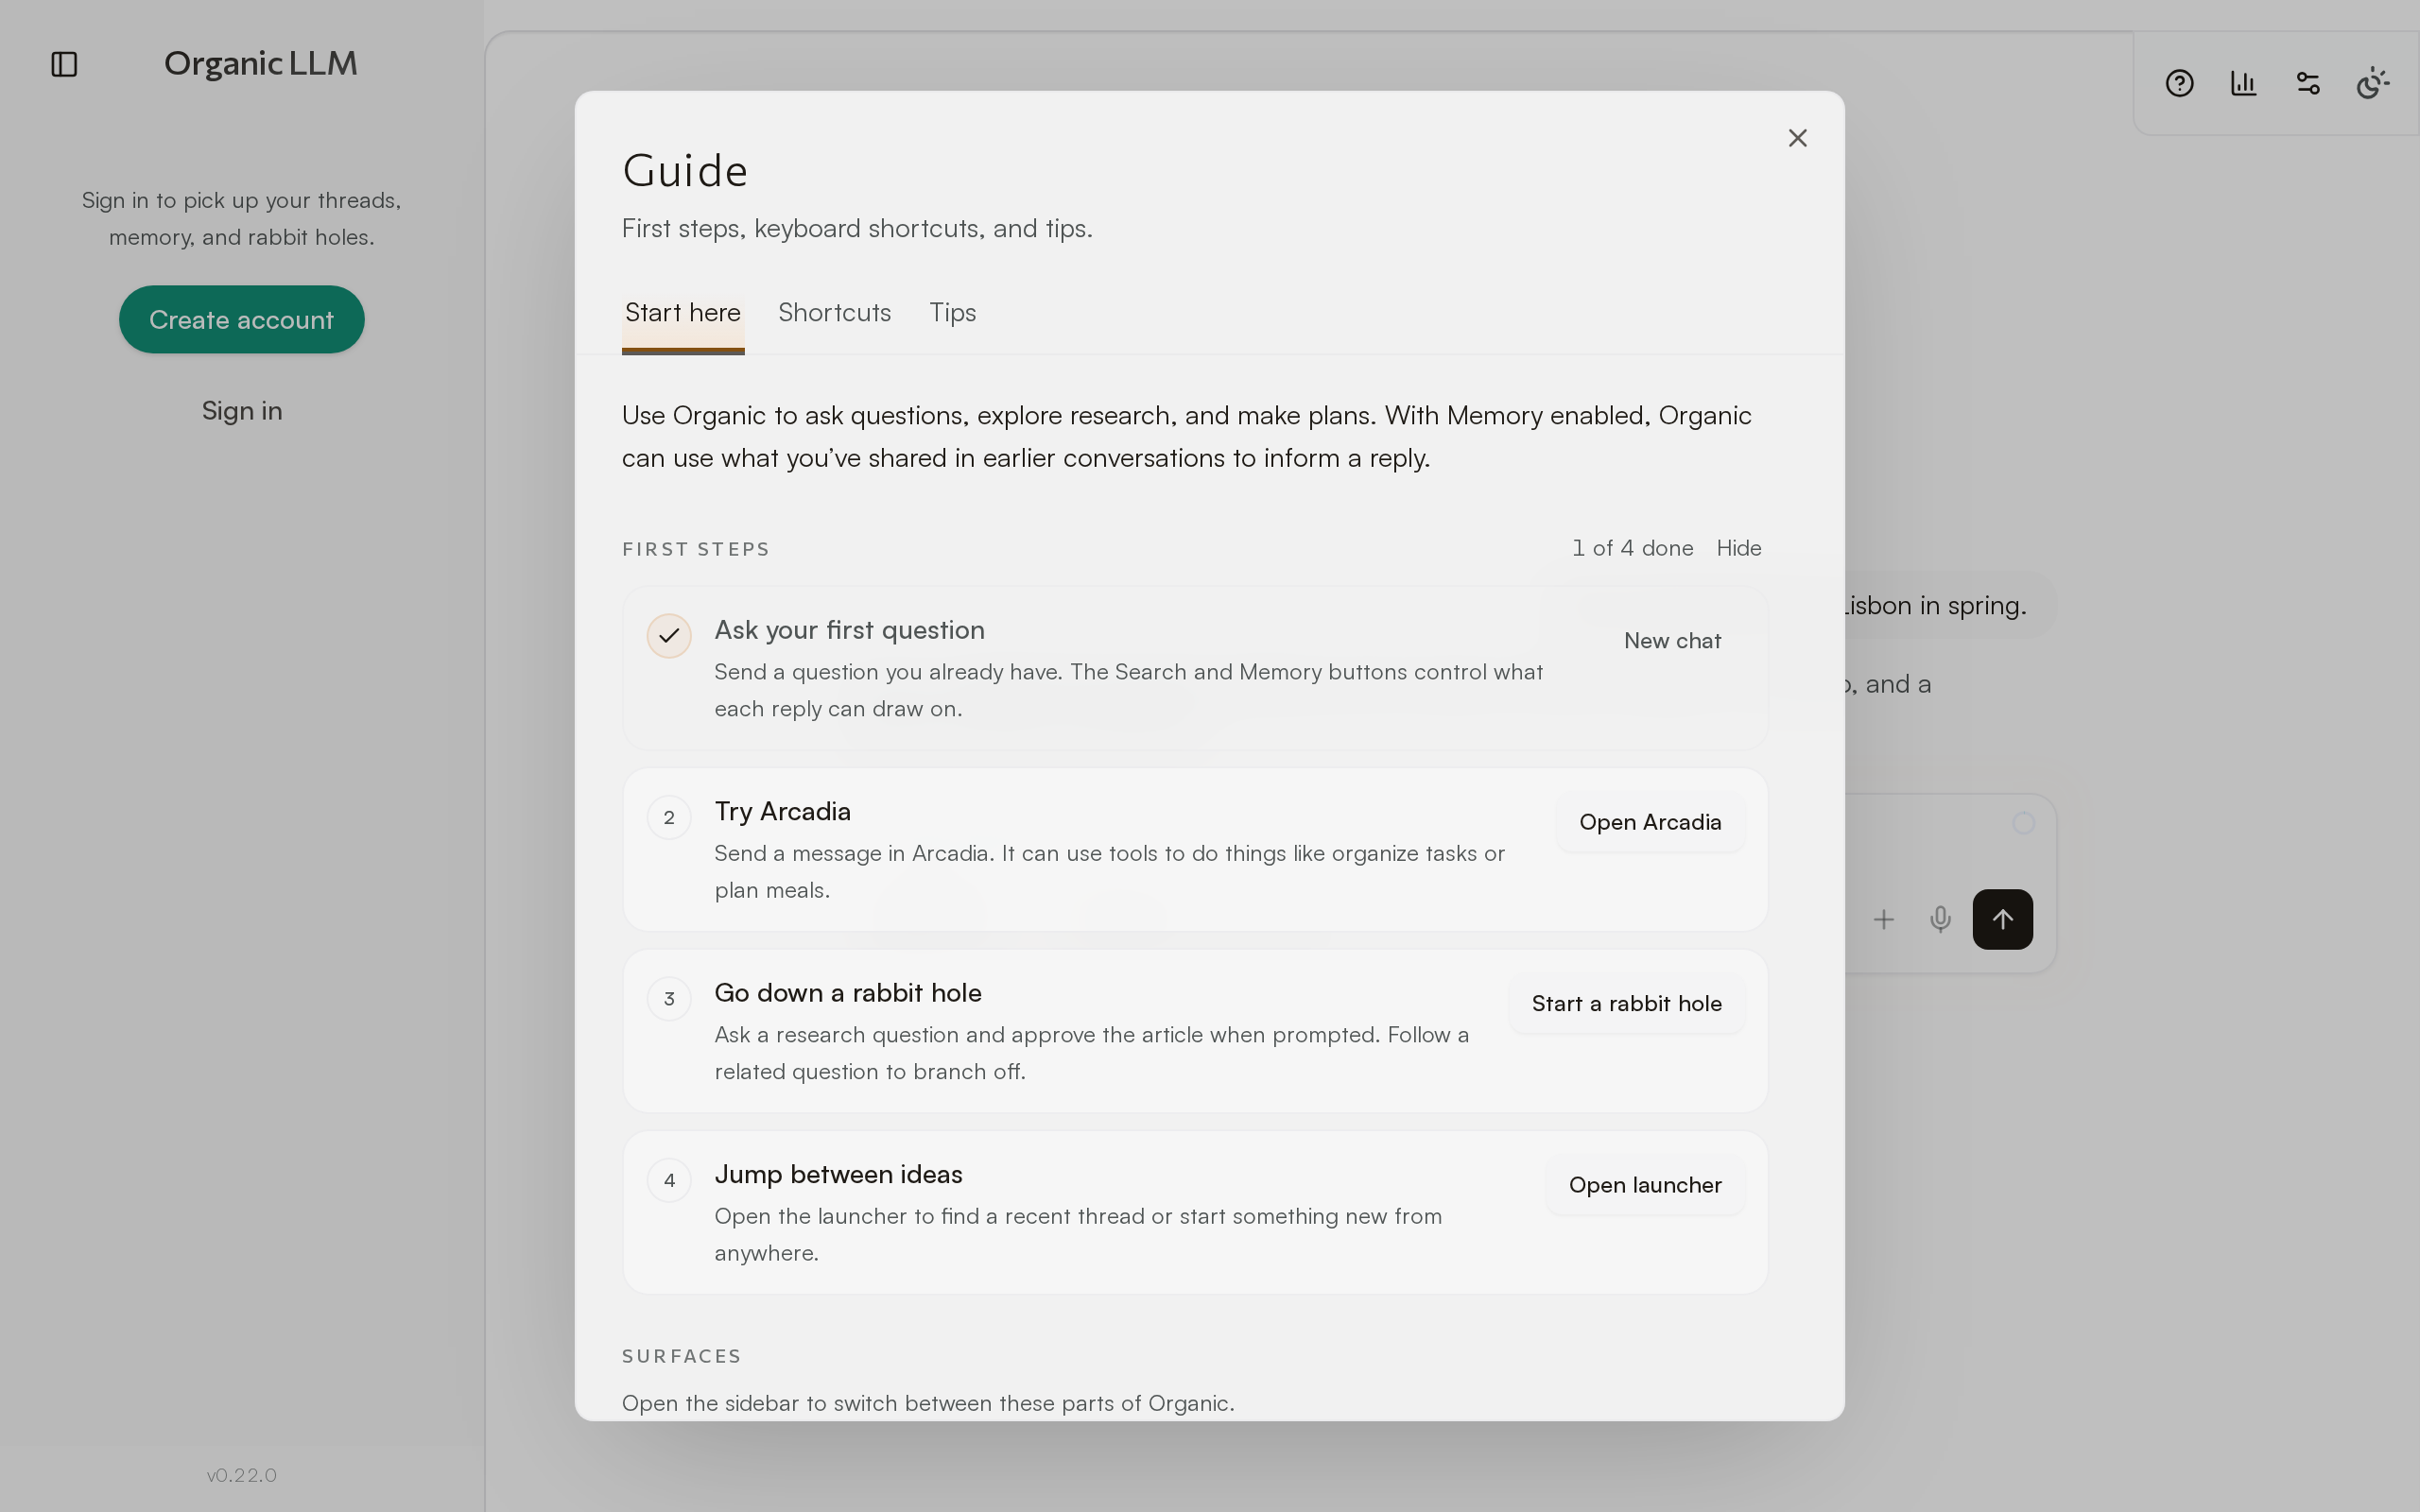 Organic LLM
Sign in to pick up your threads,
memory, and rabbit holes.
Create account
Sign in
v0.22.0
Guide
First steps, keyboard shortcuts, and tips.
Start here
Shortcuts
Tips
Use Organic to ask questions, explore research, and make plans. With Memory enabled, Organic
can use what you’ve shared in earlier conversations to inform a reply.
FIRST STEPS
1 of 4 done
Hide
Ask your first question
Send a question you already have. The Search and Memory buttons control what
each reply can draw on.
New chat
2
Try Arcadia
Send a message in Arcadia. It can use tools to do things like organize tasks or
plan meals.
Open Arcadia
3
Go down a rabbit hole
Ask a research question and approve the article when prompted. Follow a
related question to branch off.
Start a rabbit hole
4
Jump between ideas
Open the launcher to find a recent thread or start something new from
anywhere.
Open launcher
SURFACES
Open the sidebar to switch between these parts of Organic.
Lisbon in spring.
, and a